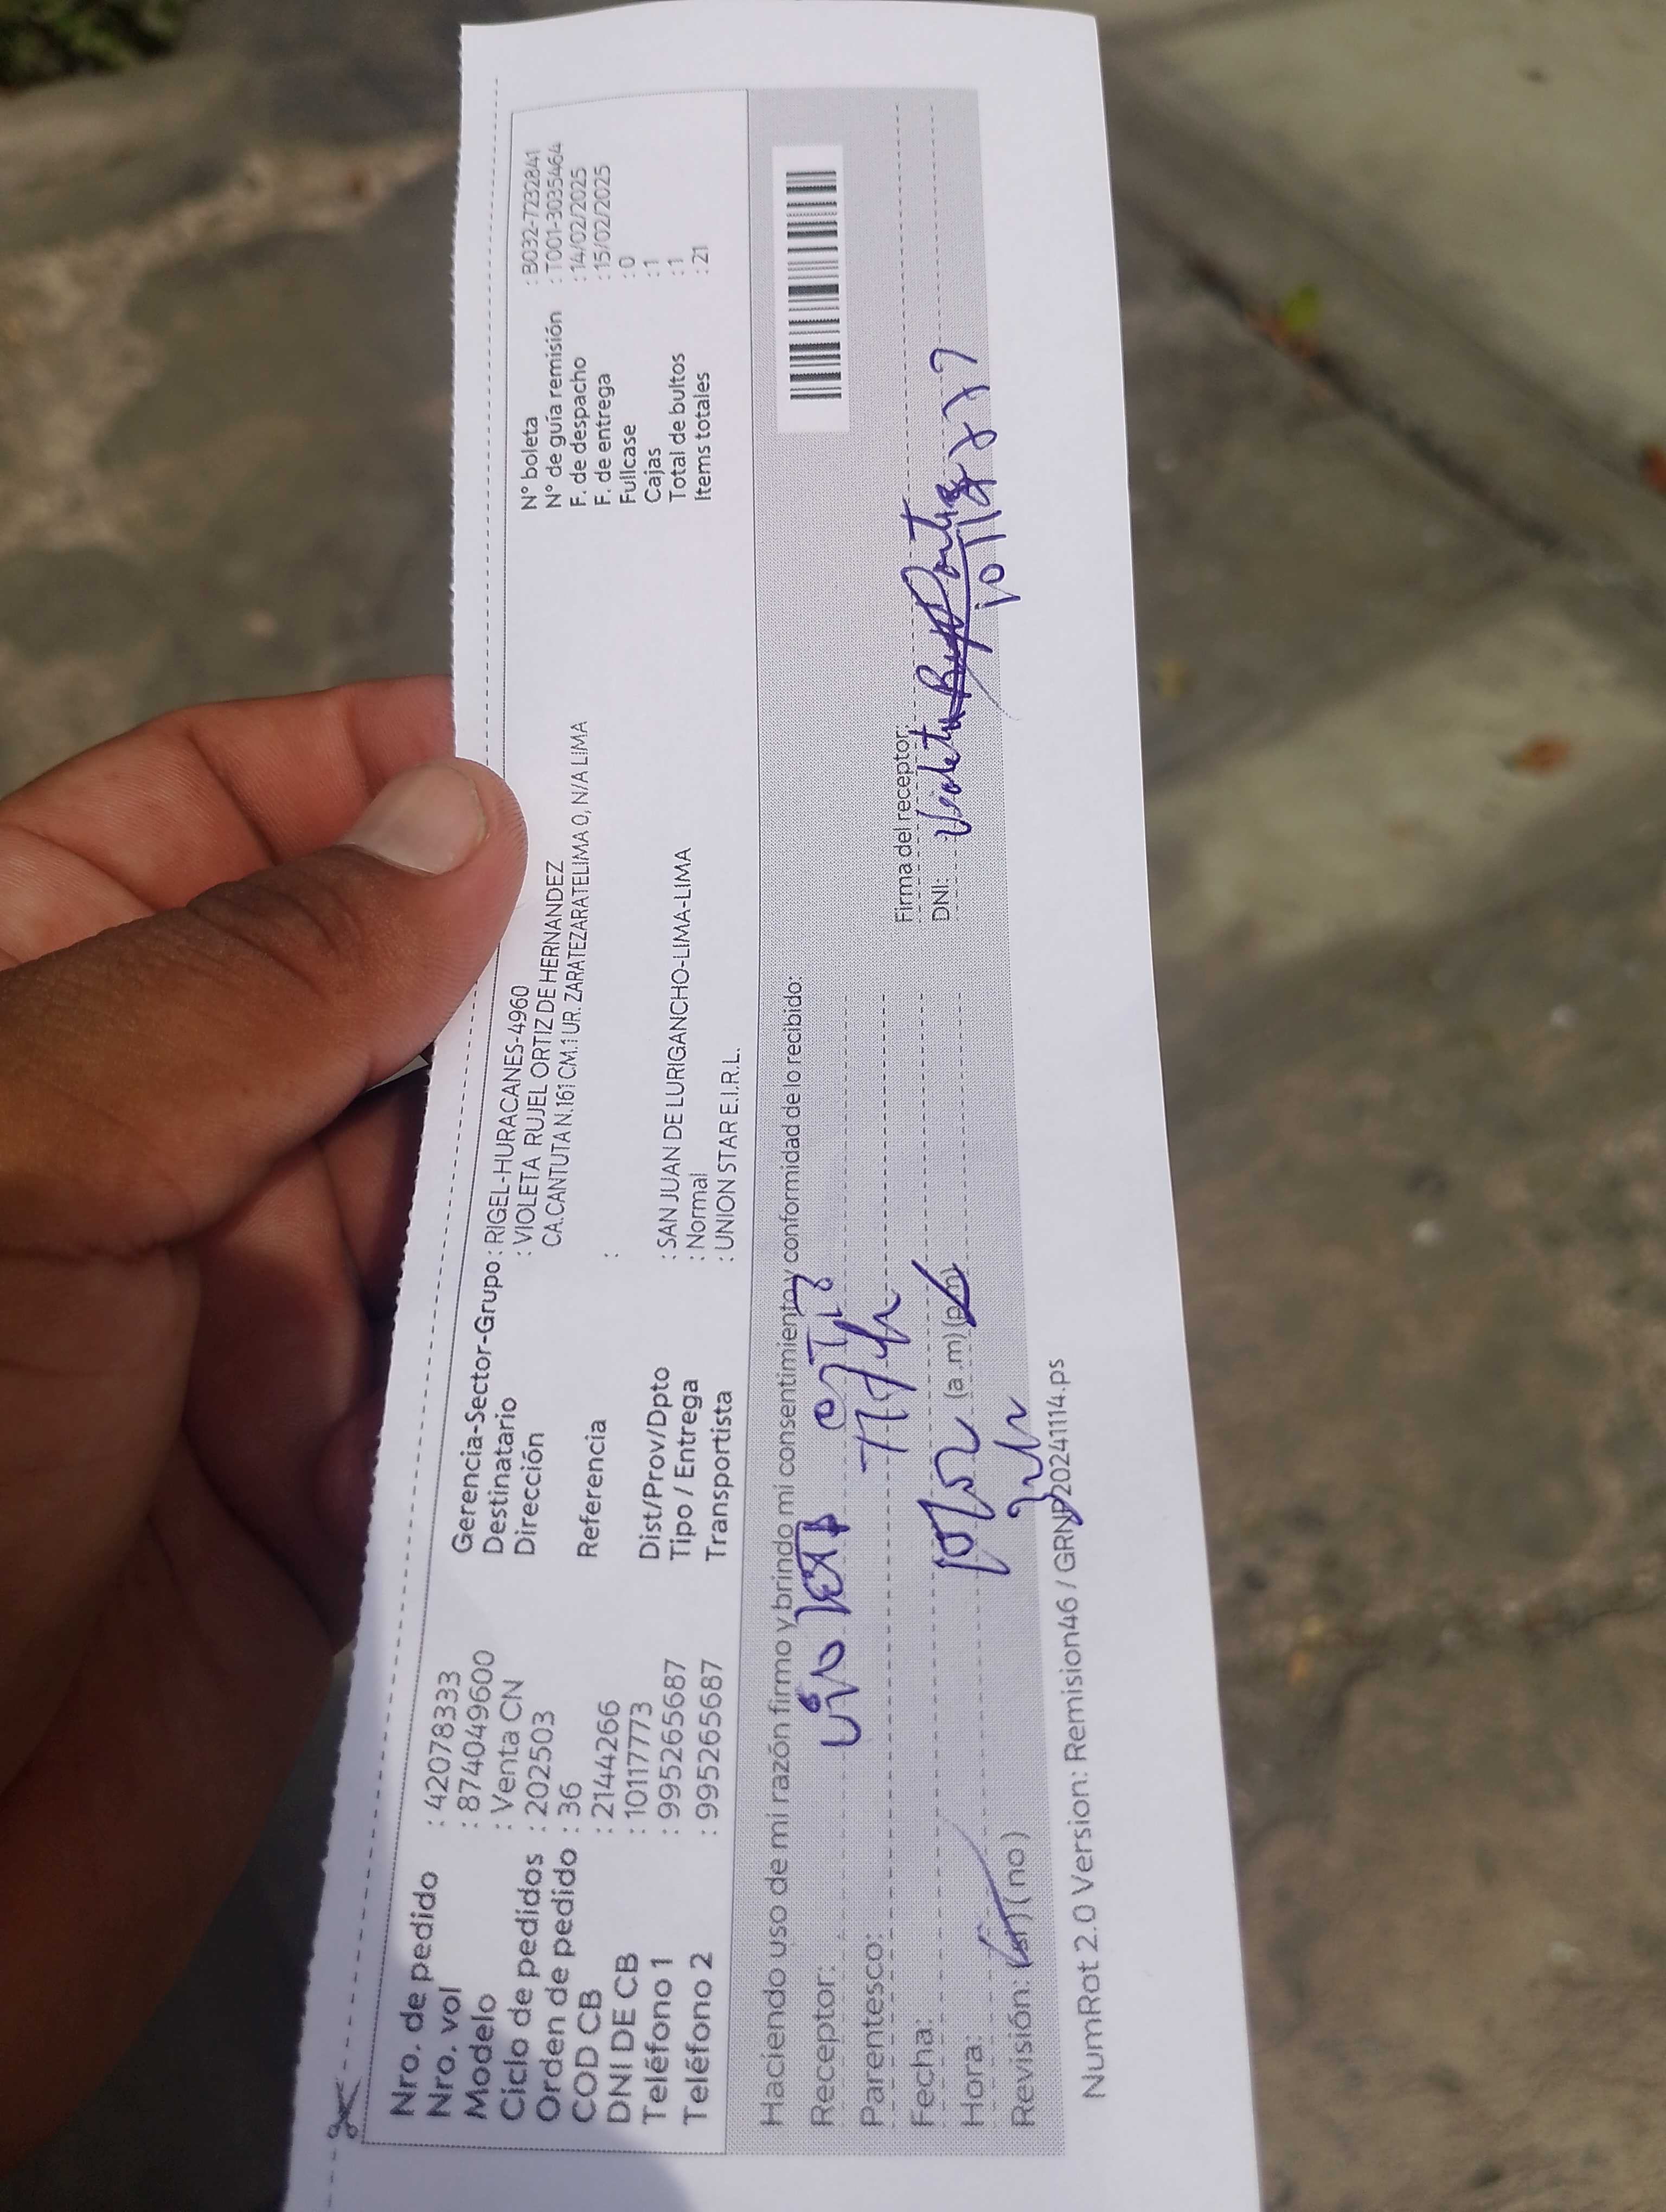 Nro. de pedido : 42078333
Nro. vol : 8740496​00
Modelo : Venta CN
Ciclo de pedidos : 202503
Orden de pedido : 36
COD CB : 2144266
DNI DE CB : 10117773
Teléfono 1 : 995265687
Teléfono 2 : 995265687
Gerencia-Sector-Grupo : RIGEL-HURACANES-4960
Destinatario : VIOLETA RUJEL ORTIZ DE HERNANDEZ
Dirección CA.CANTUTA N.161 CM.1 UR. ZARATEZARATELIMA 0, N/A LIMA
Referencia :
Dist/Prov/Dpto : SAN JUAN DE LURIGANCHO-LIMA-LIMA
Tipo / Entrega : Normal
Transportista : UNION STAR E.I.R.L.
N° boleta : B032-7232841
N° de guía remisión : T001-3035464
F. de despacho : 14/02/2025
F. de entrega : 15/02/2025
Fullcase : 0
Cajas : 1
Total de bultos : 1
Items totales : 21
Haciendo uso de mi razón firmo y brindo mi consentimiento y conformidad de lo recibido:
Receptor:
Parentesco:
Fecha:
Hora: (a.m) (p.m)
Revisión: (si) (no)
Firma del receptor:
DNI: Violeta
NumRot 2.0 Version: Remision46 / GRNP20241114.ps